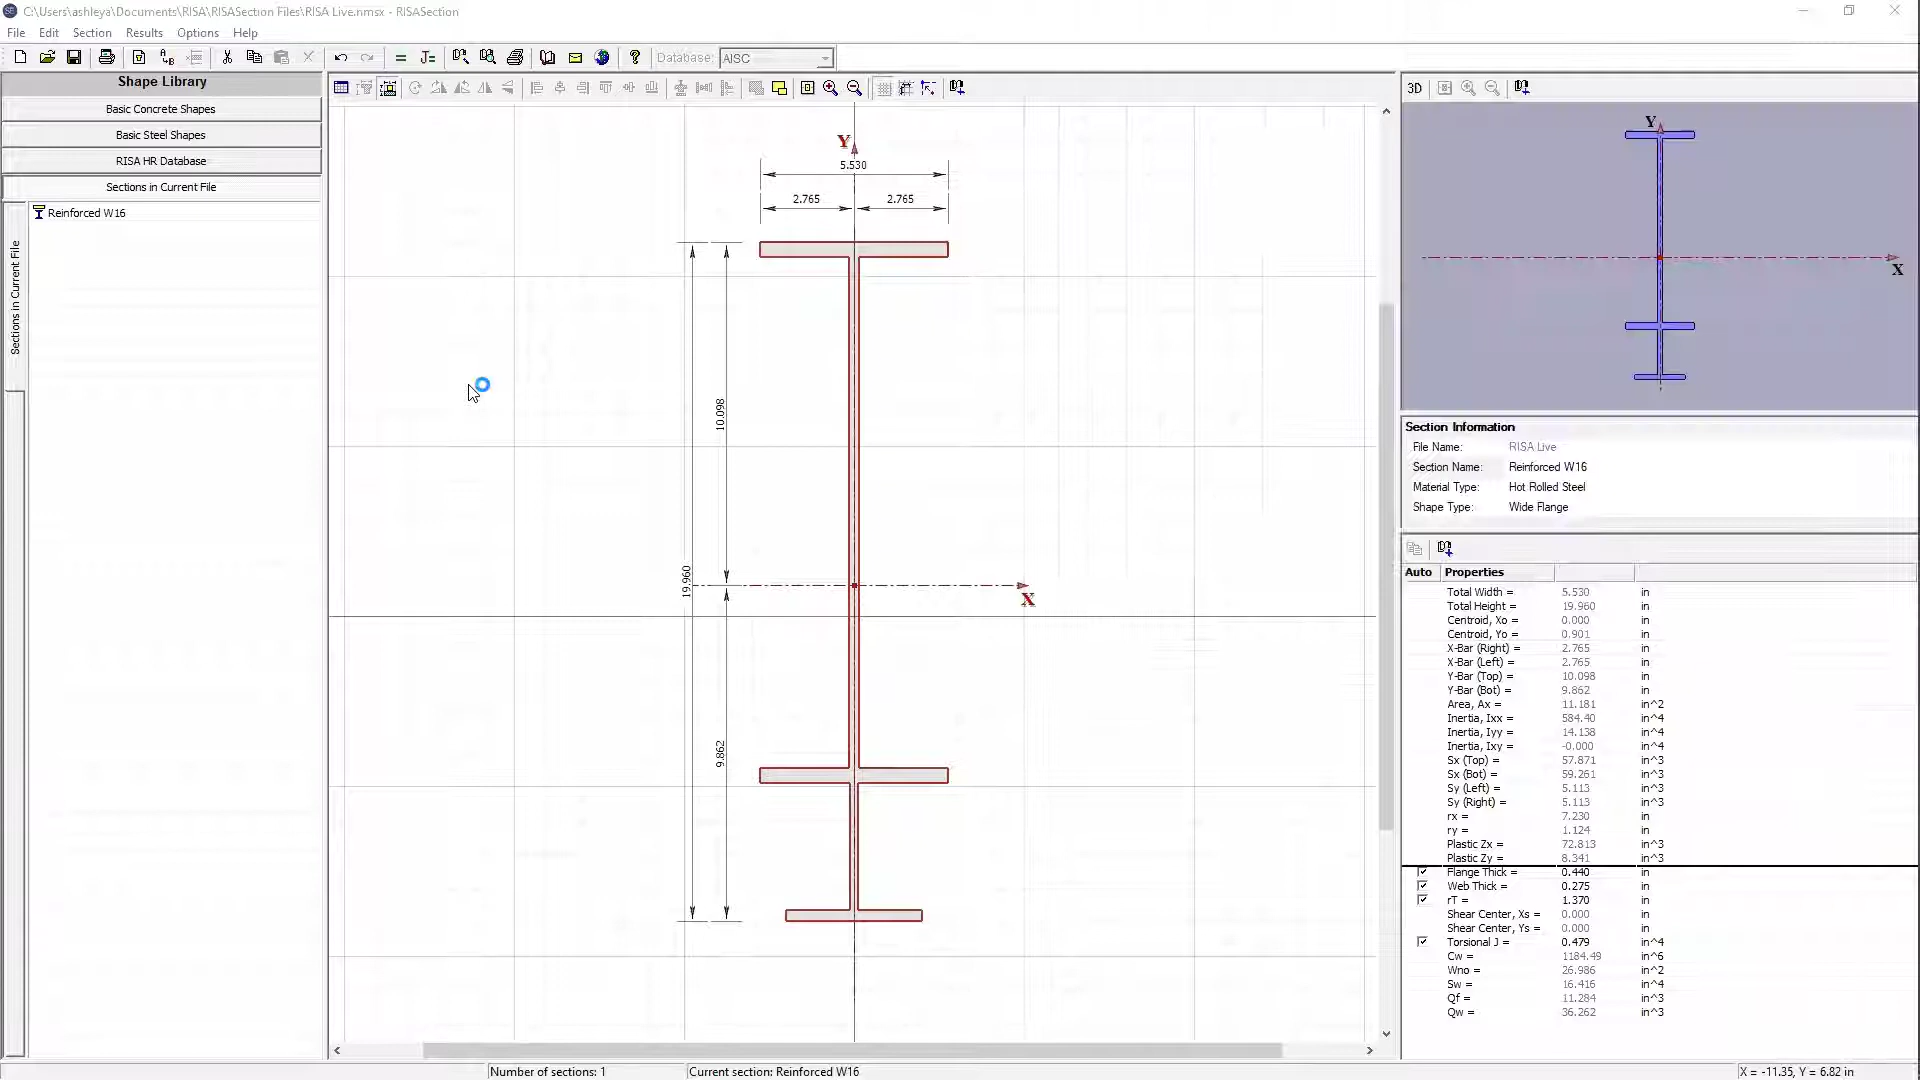 C:\Users\ashleya\Documents\RISA\RISASection Files\RISA Live.nmsx - RISASection
File Edit Section Results Options Help
Database: AISC
Shape Library
Basic Concrete Shapes
Basic Steel Shapes
RISA HR Database
Sections in Current File
Sections in Current File
Reinforced W16
Y
5.530
2.765 2.765
10.098
19.960
X
9.862
3D
Y
X
Section Information
File Name: RISA Live
Section Name: Reinforced W16
Material Type: Hot Rolled Steel
Shape Type: Wide Flange
Auto Properties
Total Width = 5.530 in
Total Height = 19.960 in
Centroid, Xo = 0.000 in
Centroid, Yo = 0.901 in
X-Bar (Right) = 2.765 in
X-Bar (Left) = 2.765 in
Y-Bar (Top) = 10.098 in
Y-Bar (Bot) = 9.862 in
Area, Ax = 11.181 in^2
Inertia, Ixx = 584.40 in^4
Inertia, Iyy = 14.138 in^4
Inertia, Ixy = -0.000 in^4
Sx (Top) = 57.871 in^3
Sx (Bot) = 59.261 in^3
Sy (Left) = 5.113 in^3
Sy (Right) = 5.113 in^3
rx = 7.230 in
ry = 1.124 in
Plastic Zx = 72.813 in^3
Plastic Zy = 8.341 in^3
Flange Thick = 0.440 in
Web Thick = 0.275 in
rT = 1.370 in
Shear Center, Xs = 0.000 in
Shear Center, Ys = 0.000 in
Torsional J = 0.479 in^4
Cw = 1184.49 in^6
Wno = 26.986 in^2
Sw = 16.416 in^4
Qf = 11.284 in^3
Qw = 36.262 in^3
Number of sections: 1 Current section: Reinforced W16 X = -11.35, Y = 6.82 in